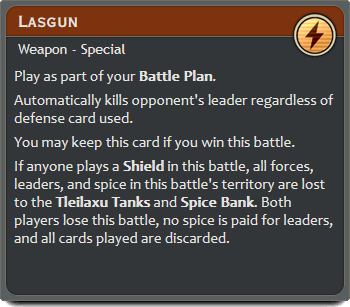 LASGUN
Weapon - Special
Play as part of your Battle Plan.
Automatically kills opponent's leader regardless of
defense card used.
You may keep this card if you win this battle.
If anyone plays a Shield in this battle, all forces,
leaders, and spice in this battle's territory are lost
to the Tleilaxu Tanks and Spice Bank. Both
players lose this battle, no spice is paid for leaders,
and all cards played are discarded.